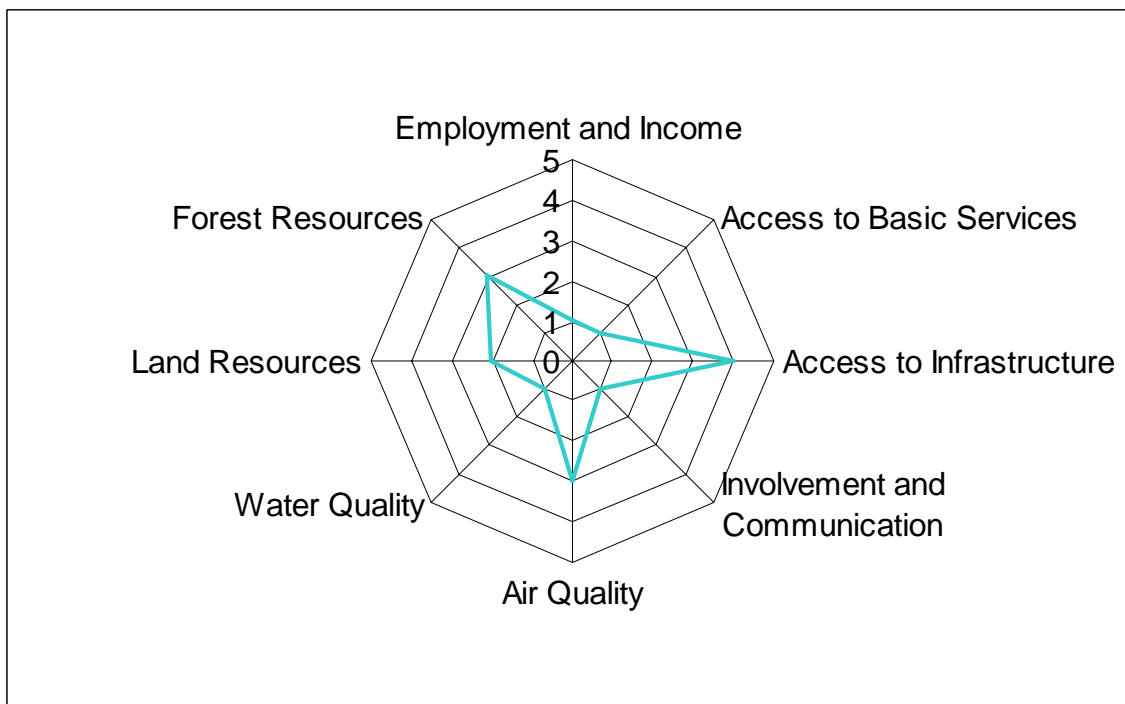 Employment and Income
5
Forest Resources
Access to Basic Services
4
3
2
1
Land Resources
0
Access to Infrastructure
Water Quality
Involvement and
Communication
Air Quality